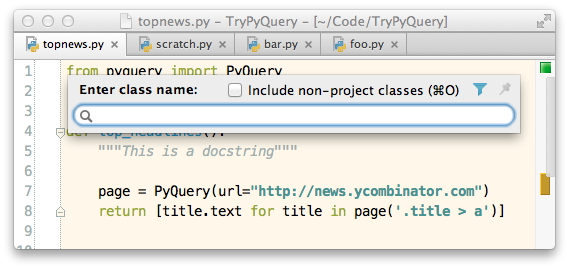 topnews.py - TryPyQuery - [~/Code/TryPyQuery]
topnews.py scratch.py bar.py foo.py
1 from pyquery import PyQuery
2
Enter class name: Include non-project classes (⌘O)
4 def top_headlines():
5 """This is a docstring"""
6
7 page = PyQuery(url="http://news.ycombinator.com")
8 return [title.text for title in page('.title > a')]
9